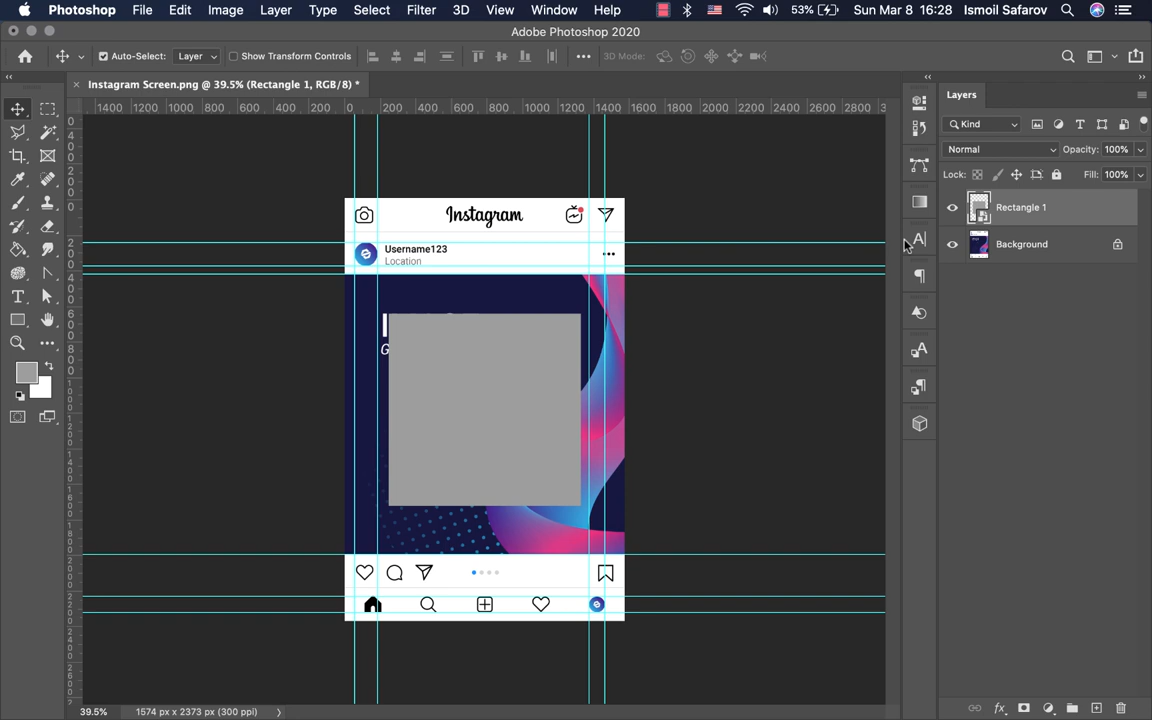 Photoshop File Edit Image Layer Type Select Filter 3D View Window Help 53% Sun Mar 8 16:28 Ismoil Safarov
Adobe Photoshop 2020
Auto-Select: Layer Show Transform Controls 3D Mode:
Instagram Screen.png @ 39.5% (Rectangle 1, RGB/8) *
1400 1200 1000 800 600 400 200 0 200 400 600 800 1000 1200 1400 1600 1800 2000 2200 2400 2600 2800
Layers
Kind
Normal Opacity: 100%
Lock: Fill: 100%
Rectangle 1
Background
Instagram
Username123
Location
G
39.5% 1574 px x 2373 px (300 ppi)